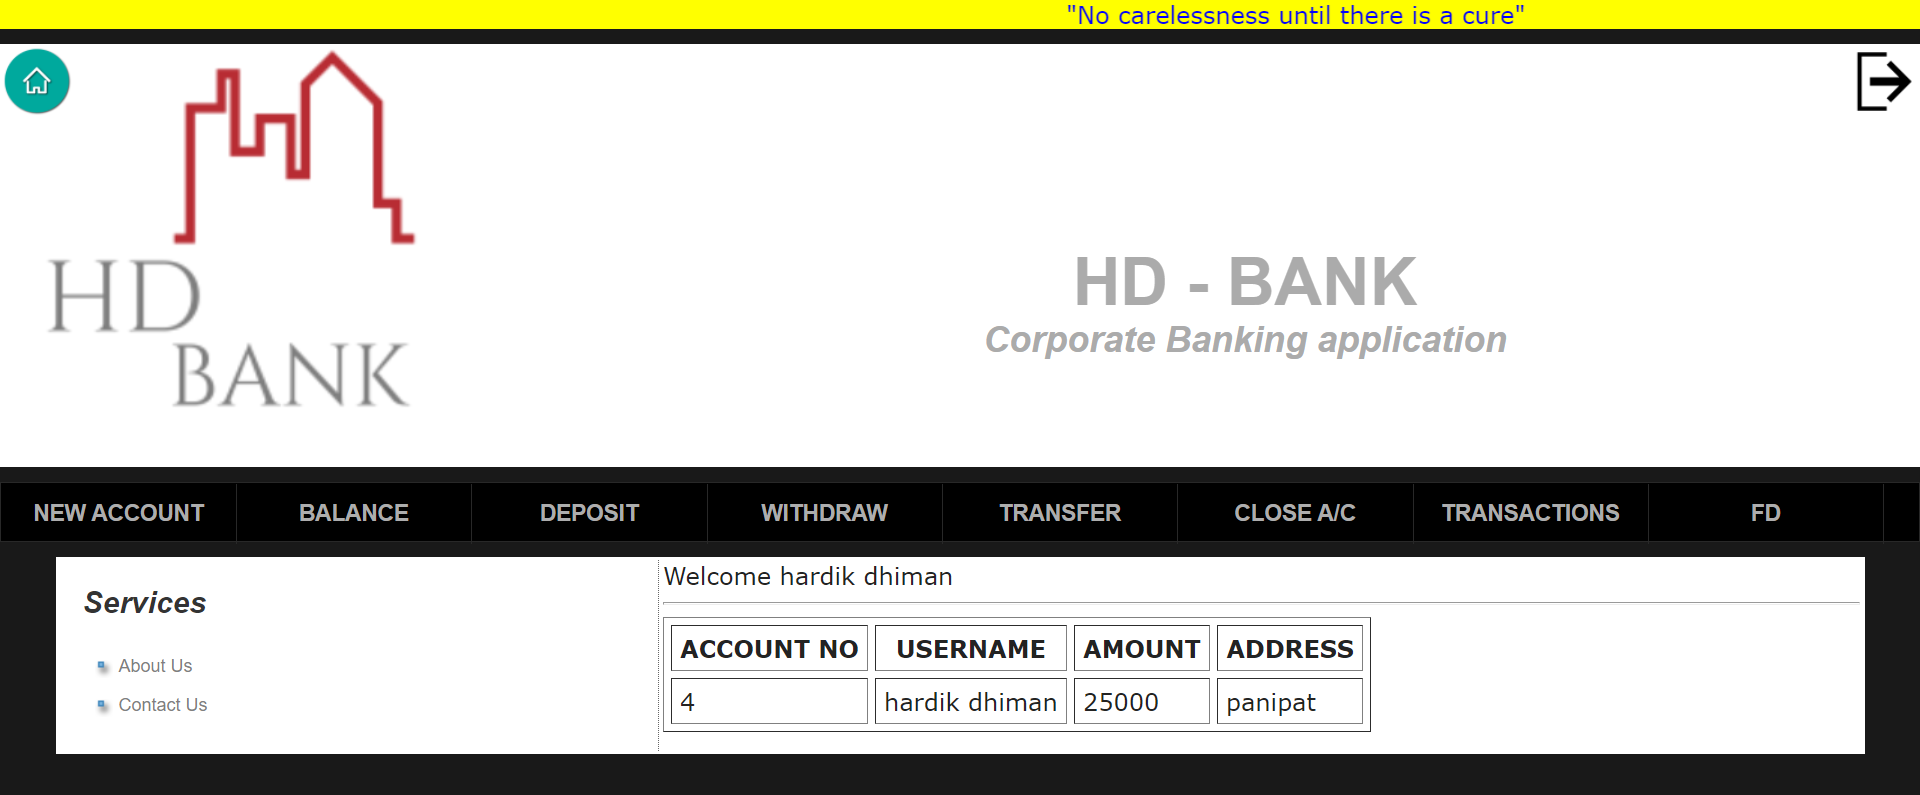 "No carelessness until there is a cure"
HD
BANK
HD - BANK
Corporate Banking application
NEW ACCOUNT BALANCE DEPOSIT WITHDRAW TRANSFER CLOSE A/C TRANSACTIONS FD
Services
About Us
Contact Us
Welcome hardik dhiman
ACCOUNT NO USERNAME AMOUNT ADDRESS
4 hardik dhiman 25000 panipat